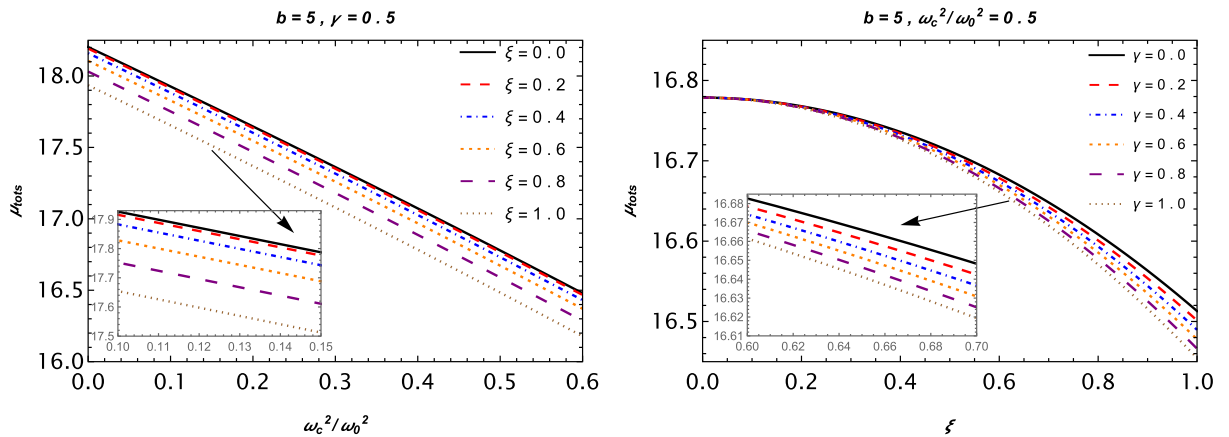 b = 5 , γ = 0 . 5
μtots
18.0
17.5
17.0
16.5
16.0
0.0 0.1 0.2 0.3 0.4 0.5 0.6
ωc²/ω0²
ξ = 0 . 0
ξ = 0 . 2
ξ = 0 . 4
ξ = 0 . 6
ξ = 0 . 8
ξ = 1 . 0
17.9
17.8
17.7
17.6
17.5
0.10 0.11 0.12 0.13 0.14 0.15
b = 5 , ωc²/ω0² = 0 . 5
μtots
16.8
16.7
16.6
16.5
0.0 0.2 0.4 0.6 0.8 1.0
ξ
γ = 0 . 0
γ = 0 . 2
γ = 0 . 4
γ = 0 . 6
γ = 0 . 8
γ = 1 . 0
16.68
16.66
16.65
16.64
16.63
16.62
16.61
0.60 0.62 0.64 0.66 0.68 0.70